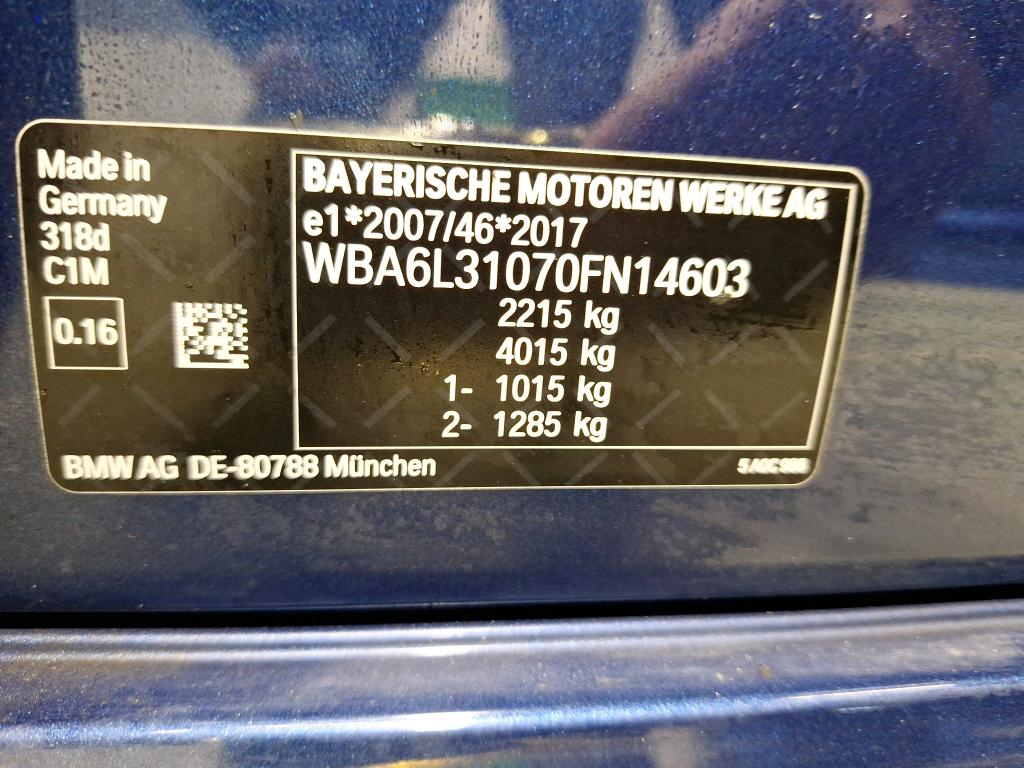 Made in
Germany
318d
C1M
0.16
BAYERISCHE MOTOREN WERKE AG
e1*2007/46*2017
WBA6L31070FN14603
2215 kg
4015 kg
1- 1015 kg
2- 1285 kg
BMW AG DE-80788 München